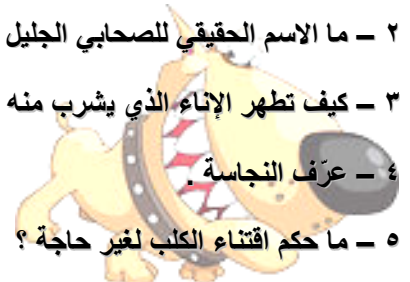 ٢ – ما الاسم الحقيقي للصحابي الجليل
٣ – كيف تطهر الإناء الذي يشرب منه
٤ – عرّف النجاسة .
٥ – ما حكم اقتناء الكلب لغير حاجة ؟